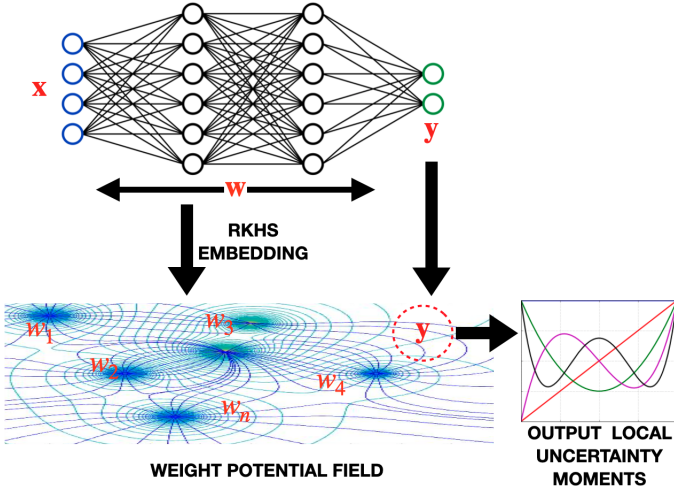 x
y
w
RKHS
EMBEDDING
w1
w2
w3
w4
wn
y
WEIGHT POTENTIAL FIELD
OUTPUT LOCAL
UNCERTAINTY
MOMENTS